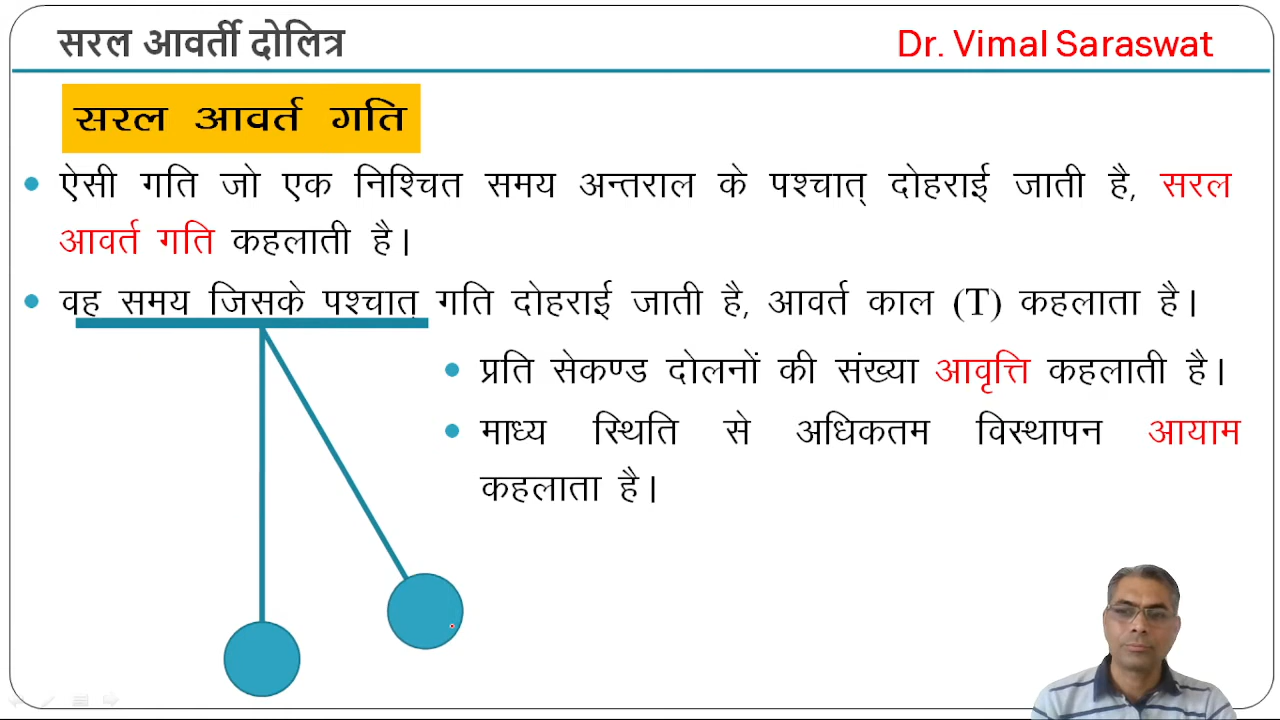 सरल आवर्ती दोलित्र
Dr. Vimal Saraswat
सरल आवर्त गति
ऐसी गति जो एक निश्चित समय अन्तराल के पश्चात् दोहराई जाती है, सरल
आवर्त गति कहलाती है।
वह समय जिसके पश्चात् गति दोहराई जाती है, आवर्त काल (T) कहलाता है।
प्रति सेकण्ड दोलनों की संख्या आवृत्ति कहलाती है।
माध्य स्थिति से अधिकतम विस्थापन आयाम
कहलाता है।